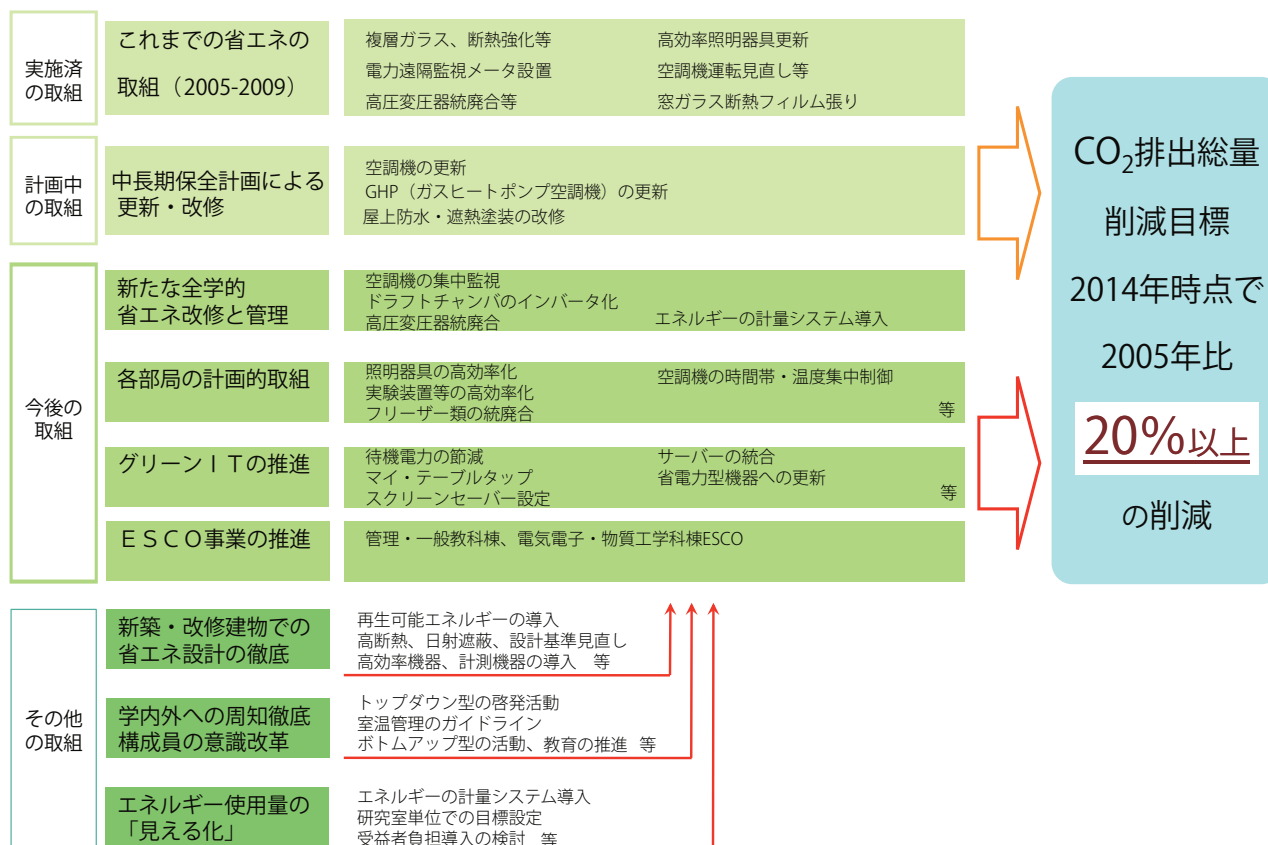 実施済
の取組
これまでの省エネの
取組（2005-2009）
複層ガラス、断熱強化等
電力遠隔監視メータ設置
高圧変圧器統廃合等
高効率照明器具更新
空調機運転見直し等
窓ガラス断熱フィルム張り
計画中
の取組
中長期保全計画による
更新・改修
空調機の更新
GHP（ガスヒートポンプ空調機）の更新
屋上防水・遮熱塗装の改修
今後の
取組
新たな全学的
省エネ改修と管理
空調機の集中監視
ドラフトチャンバのインバータ化
高圧変圧器統廃合
エネルギーの計量システム導入
各部局の計画的取組
照明器具の高効率化
実験装置等の高効率化
フリーザー類の統廃合
空調機の時間帯・温度集中制御
等
グリーンＩＴの推進
待機電力の節減
マイ・テーブルタップ
スクリーンセーバー設定
サーバーの統合
省電力型機器への更新
等
ＥＳＣＯ事業の推進
管理・一般教科棟、電気電子・物質工学科棟ESCO
その他
の取組
新築・改修建物での
省エネ設計の徹底
再生可能エネルギーの導入
高断熱、日射遮蔽、設計基準見直し
高効率機器、計測機器の導入　等
学内外への周知徹底
構成員の意識改革
トップダウン型の啓発活動
室温管理のガイドライン
ボトムアップ型の活動、教育の推進　等
エネルギー使用量の
「見える化」
エネルギーの計量システム導入
研究室単位での目標設定
受益者負担導入の検討　等
CO₂排出総量
削減目標
2014年時点で
2005年比
20%以上
の削減